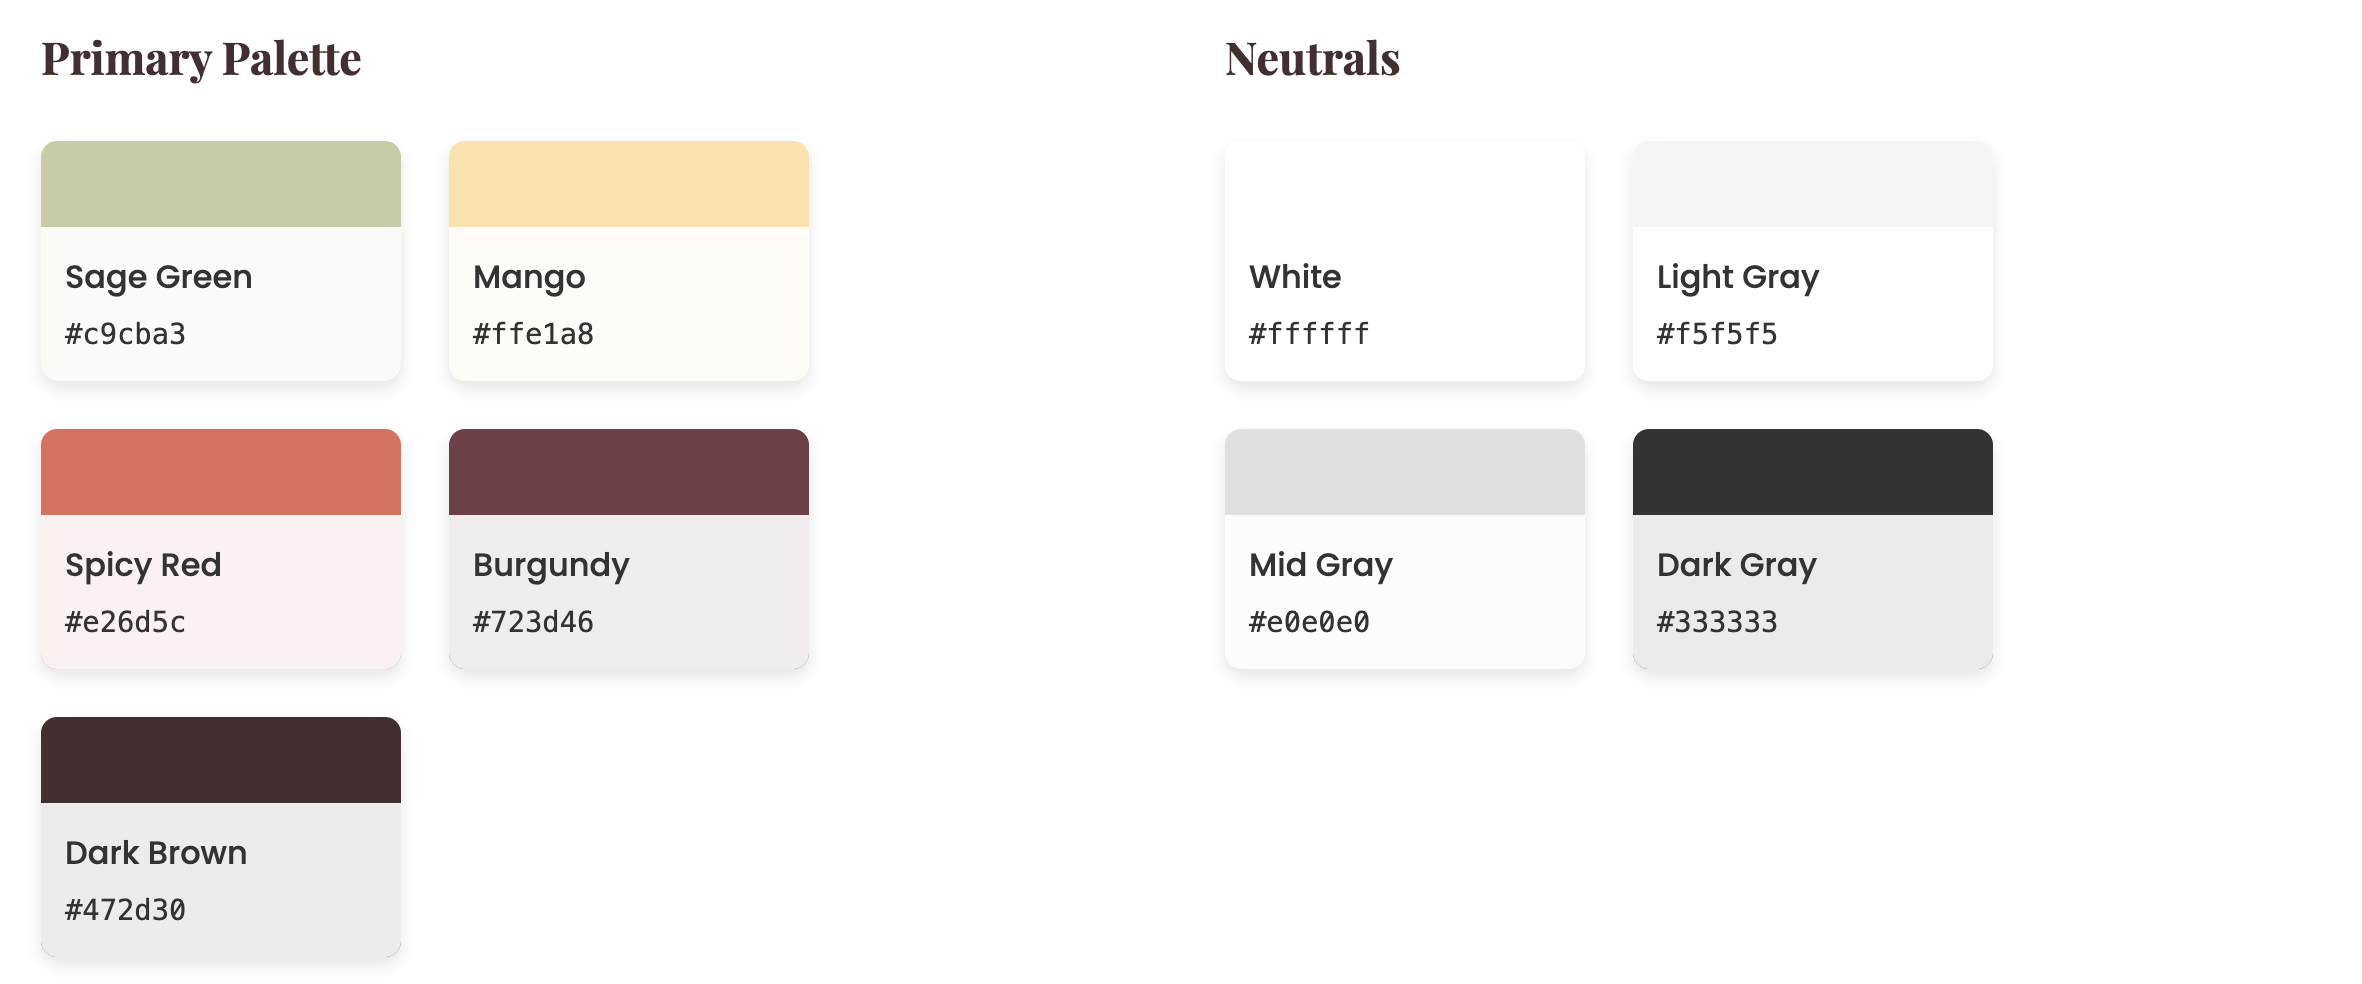 Primary Palette
Sage Green
#c9cba3
Mango
#ffe1a8
Spicy Red
#e26d5c
Burgundy
#723d46
Dark Brown
#472d30
Neutrals
White
#ffffff
Light Gray
#f5f5f5
Mid Gray
#e0e0e0
Dark Gray
#333333